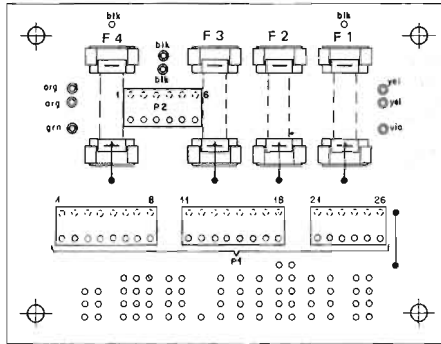 blk blk
F 4 blk F 3 F 2 F 1
blk
org yel
org 1 6 yel
P2
grn vio
1 8 11 18 21 26
P1